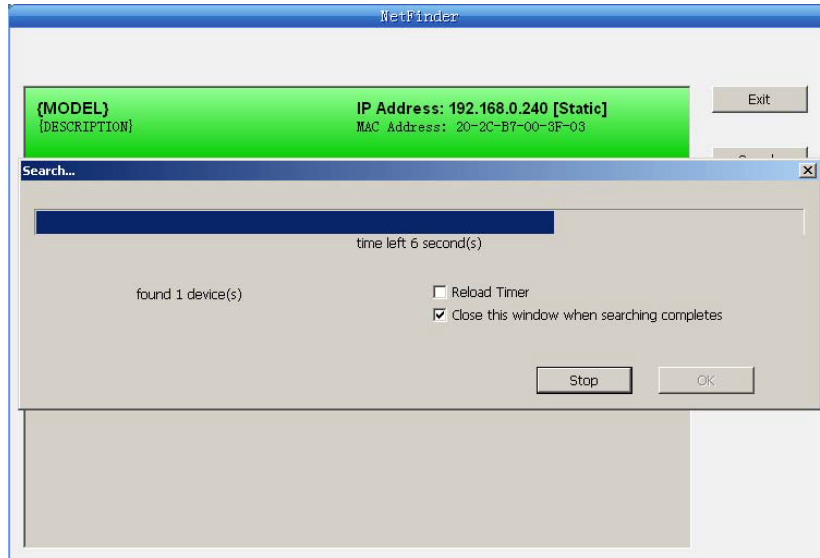 NetFinder
{MODEL}
IP Address: 192.168.0.240 [Static]
Exit
{DESCRIPTION}
MAC Address: 20-2C-B7-00-3F-03
Search...
time left 6 second(s)
found 1 device(s)
Reload Timer
Close this window when searching completes
Stop
OK